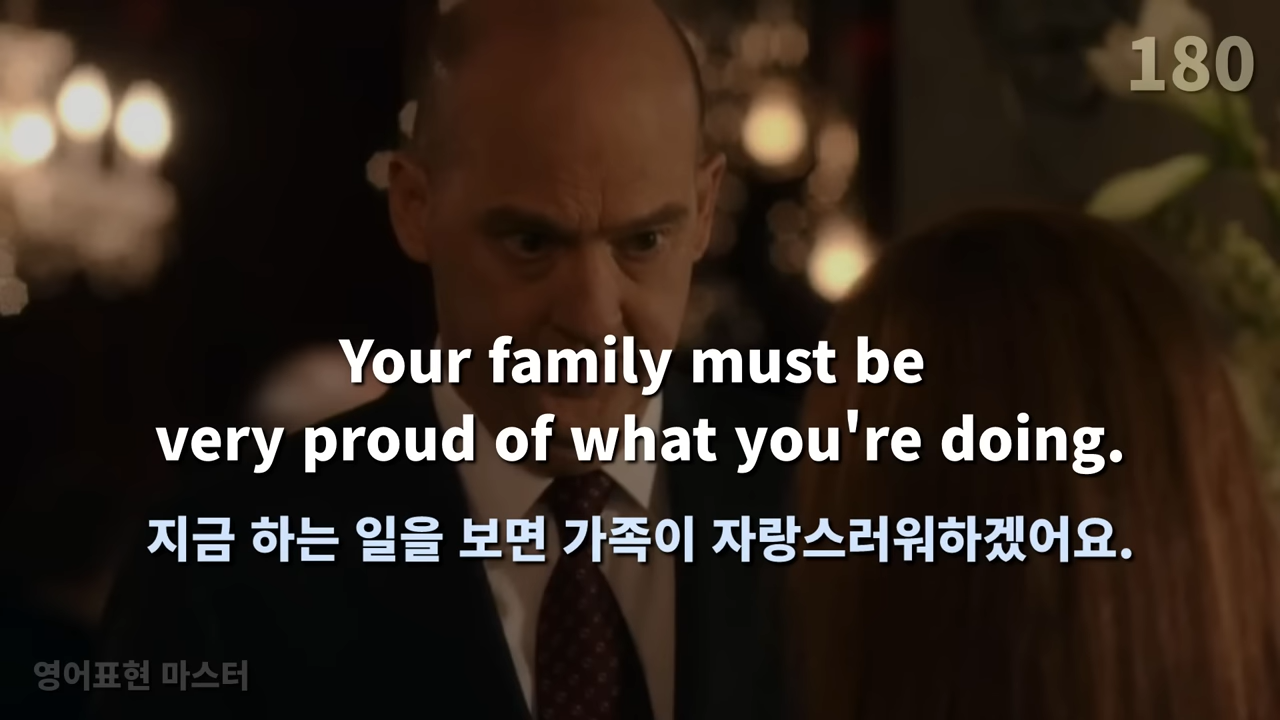 180
Your family must be
very proud of what you're doing.
지금 하는 일을 보면 가족이 자랑스러워하겠어요.
영어표현 마스터